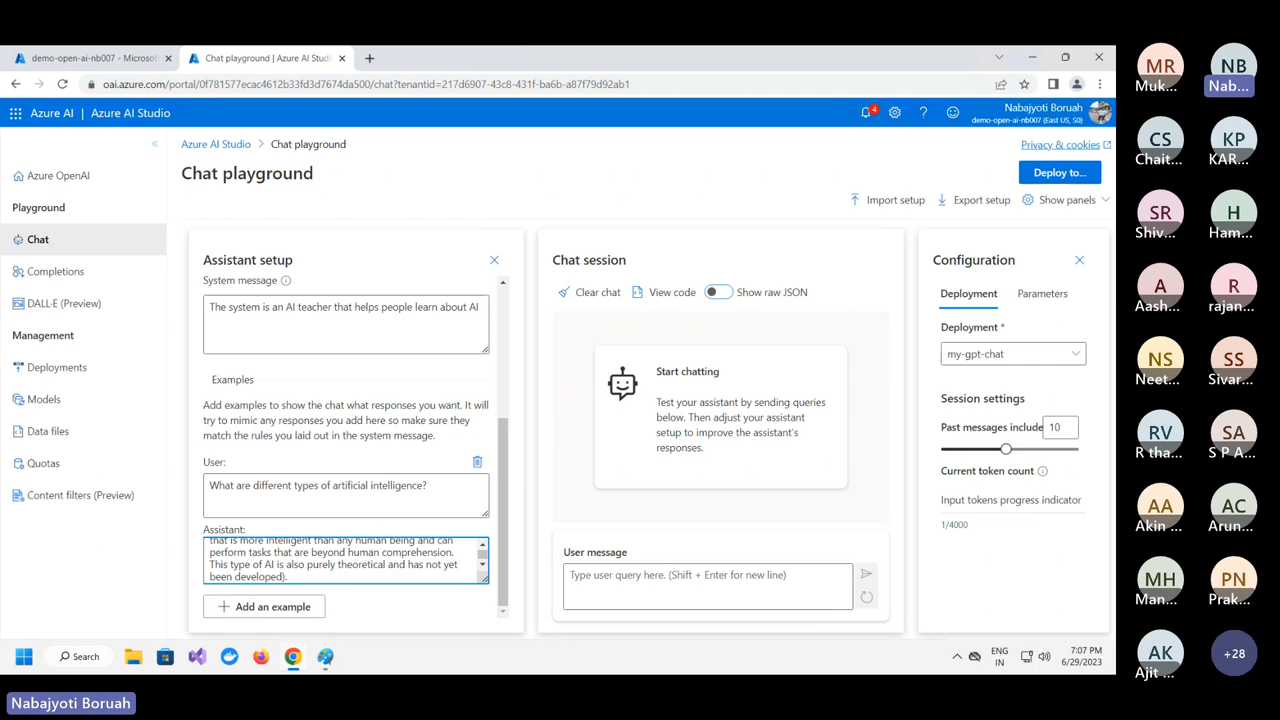 demo-open-ai-nb007 - Microsof
Chat playground | Azure AI Studi
oai.azure.com/portal/0f781577ecac4612b33fd3d7674da500/chat?tenantid=217d6907-43c8-431f-ba6b-a87f79d92ab1
Azure AI | Azure AI Studio
4
?
Nabajyoti Boruah
demo-open-ai-nb007 (East US, S0)
Azure AI Studio > Chat playground
Privacy & cookies
Chat playground
Deploy to...
Import setup
Export setup
Show panels
Azure OpenAI
Playground
Chat
Completions
DALL-E (Preview)
Management
Deployments
Models
Data files
Quotas
Content filters (Preview)
Assistant setup
System message
The system is an AI teacher that helps people learn about AI
Examples
Add examples to show the chat what responses you want. It will
try to mimic any responses you add here so make sure they
match the rules you laid out in the system message.
User:
What are different types of artificial intelligence?
Assistant:
that is more intelligent than any human being and can
perform tasks that are beyond human comprehension.
This type of AI is also purely theoretical and has not yet
been developed).
Add an example
Chat session
Clear chat
View code
Show raw JSON
Start chatting
Test your assistant by sending queries
below. Then adjust your assistant
setup to improve the assistant's
responses.
User message
Type user query here. (Shift + Enter for new line)
Configuration
Deployment
Parameters
Deployment *
my-gpt-chat
Session settings
Past messages include
10
Current token count
Input tokens progress indicator
1/4000
Search
ENG
IN
7:07 PM
6/29/2023
Nabajyoti Boruah
MR
Muk...
NB
Nab...
CS
Chait...
KP
KAR...
SR
Shiv...
H
Ham...
A
Aash...
R
rajan...
NS
Neet...
SS
Sivar...
RV
R tha...
SA
S P A...
AA
Akin ...
AC
Arun...
MH
Man...
PN
Prak...
AK
Ajit ...
+28